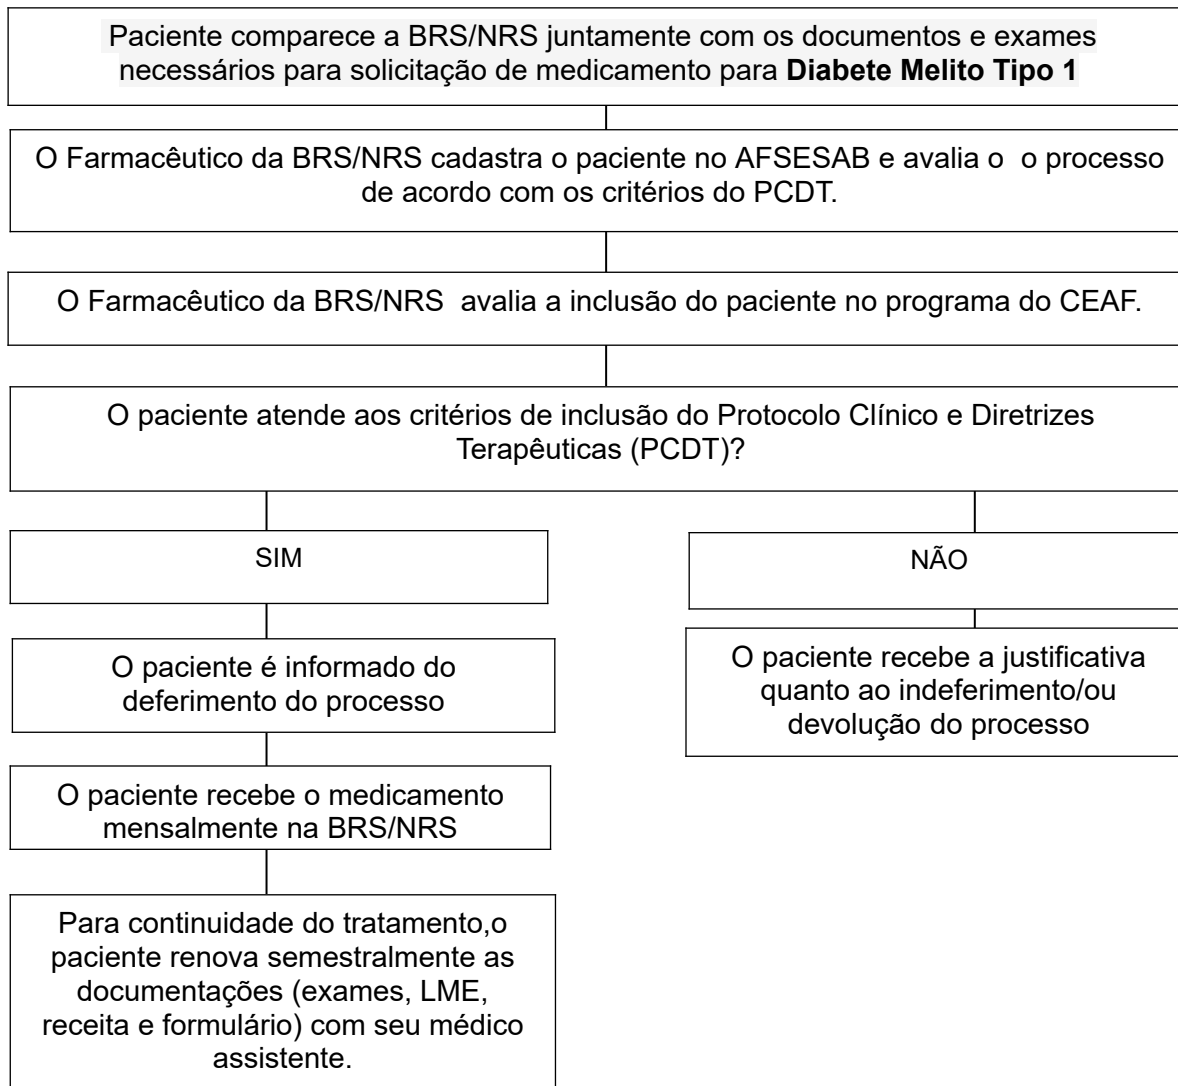 Paciente comparece a BRS/NRS juntamente com os documentos e exames
necessários para solicitação de medicamento para Diabete Melito Tipo 1
O Farmacêutico da BRS/NRS cadastra o paciente no AFSESAB e avalia o o processo
de acordo com os critérios do PCDT.
O Farmacêutico da BRS/NRS avalia a inclusão do paciente no programa do CEAF.
O paciente atende aos critérios de inclusão do Protocolo Clínico e Diretrizes
Terapêuticas (PCDT)?
SIM
NÃO
O paciente é informado do
deferimento do processo
O paciente recebe a justificativa
quanto ao indeferimento/ou
devolução do processo
O paciente recebe o medicamento
mensalmente na BRS/NRS
Para continuidade do tratamento,o
paciente renova semestralmente as
documentações (exames, LME,
receita e formulário) com seu médico
assistente.